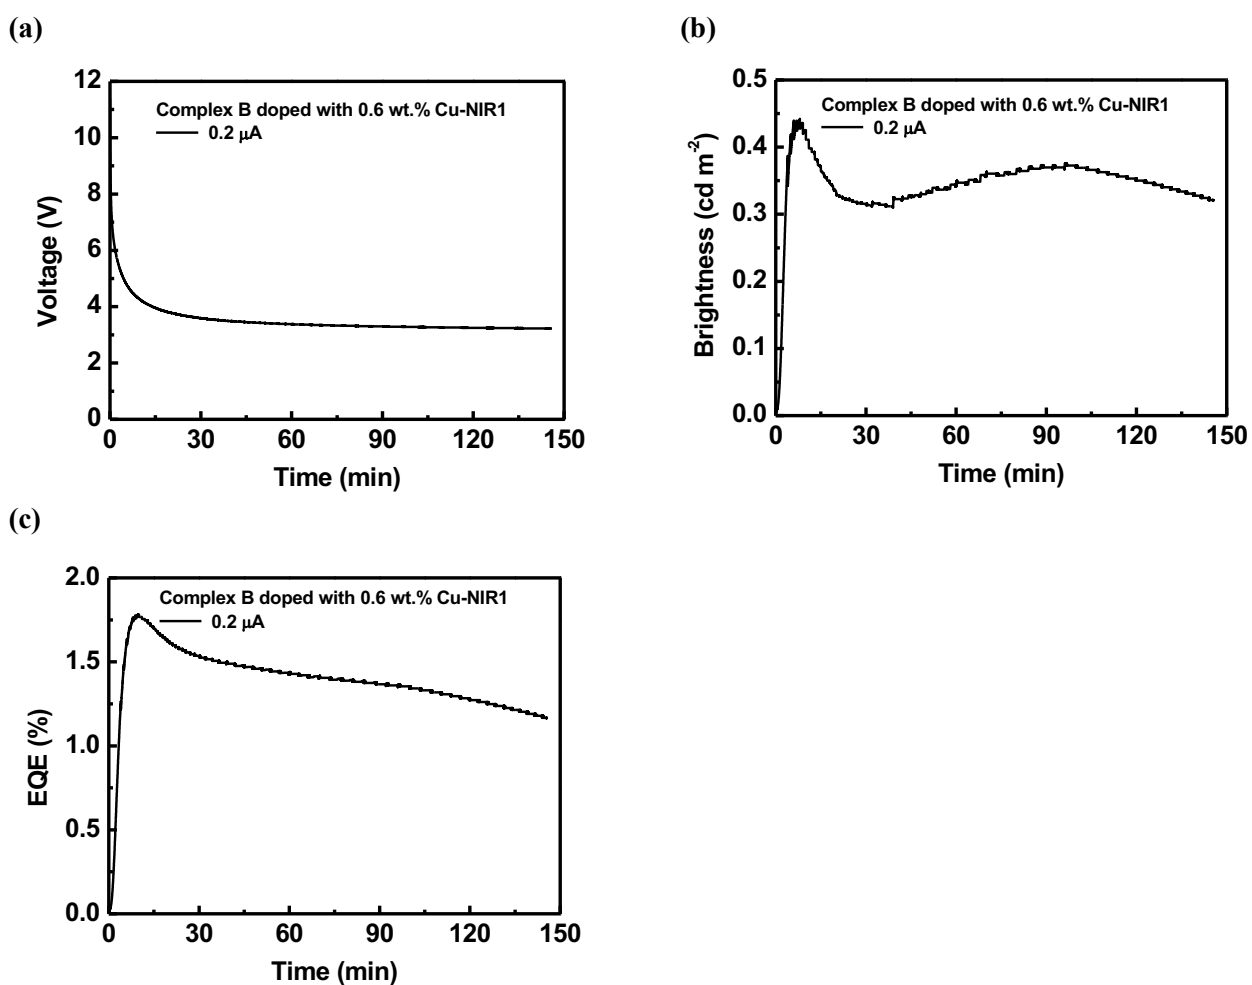 (a)
12
10
8
6
4
2
0
Voltage (V)
Complex B doped with 0.6 wt.% Cu-NIR1
0.2 μA
0 30 60 90 120 150
Time (min)
(b)
0.5
0.4
0.3
0.2
0.1
0.0
Brightness (cd m⁻²)
Complex B doped with 0.6 wt.% Cu-NIR1
0.2 μA
0 30 60 90 120 150
Time (min)
(c)
2.0
1.5
1.0
0.5
0.0
EQE (%)
Complex B doped with 0.6 wt.% Cu-NIR1
0.2 μA
0 30 60 90 120 150
Time (min)